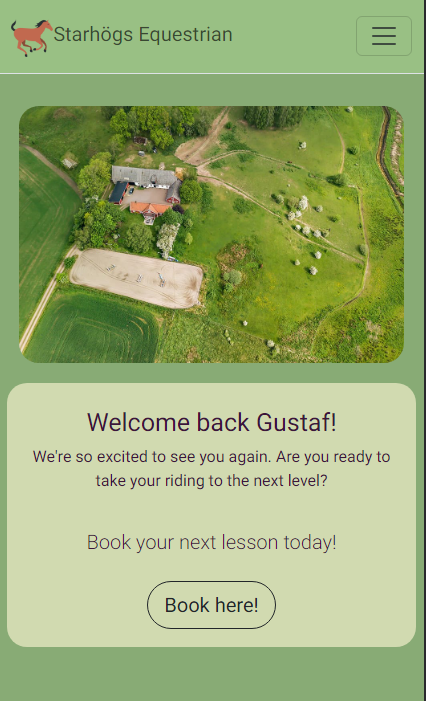 Starhögs Equestrian
Welcome back Gustaf!
We're so excited to see you again. Are you ready to
take your riding to the next level?
Book your next lesson today!
Book here!